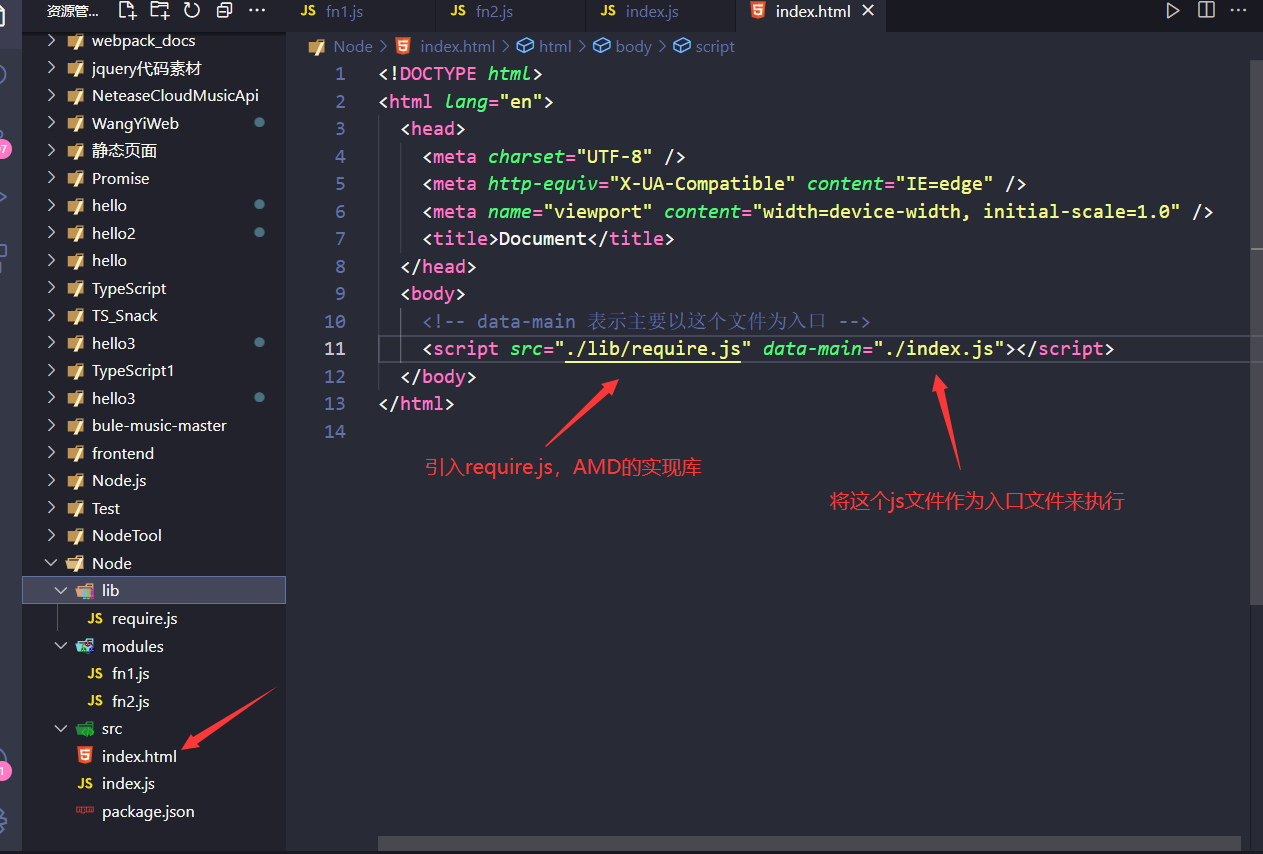 资源管...
JS fn1.js
JS fn2.js
JS index.js
index.html
Node > index.html > html > body > script
webpack_docs
jquery代码素材
NeteaseCloudMusicApi
WangYiWeb
静态页面
Promise
hello
hello2
hello
TypeScript
TS_Snack
hello3
TypeScript1
hello3
bule-music-master
frontend
Node.js
Test
NodeTool
Node
lib
JS require.js
modules
JS fn1.js
JS fn2.js
src
index.html
JS index.js
package.json
1 <!DOCTYPE html>
2 <html lang="en">
3 <head>
4 <meta charset="UTF-8" />
5 <meta http-equiv="X-UA-Compatible" content="IE=edge" />
6 <meta name="viewport" content="width=device-width, initial-scale=1.0" />
7 <title>Document</title>
8 </head>
9 <body>
10 <!-- data-main 表示主要以这个文件为入口 -->
11 <script src="./lib/require.js" data-main="./index.js"></script>
12 </body>
13 </html>
14
引入require.js，AMD的实现库
将这个js文件作为入口文件来执行